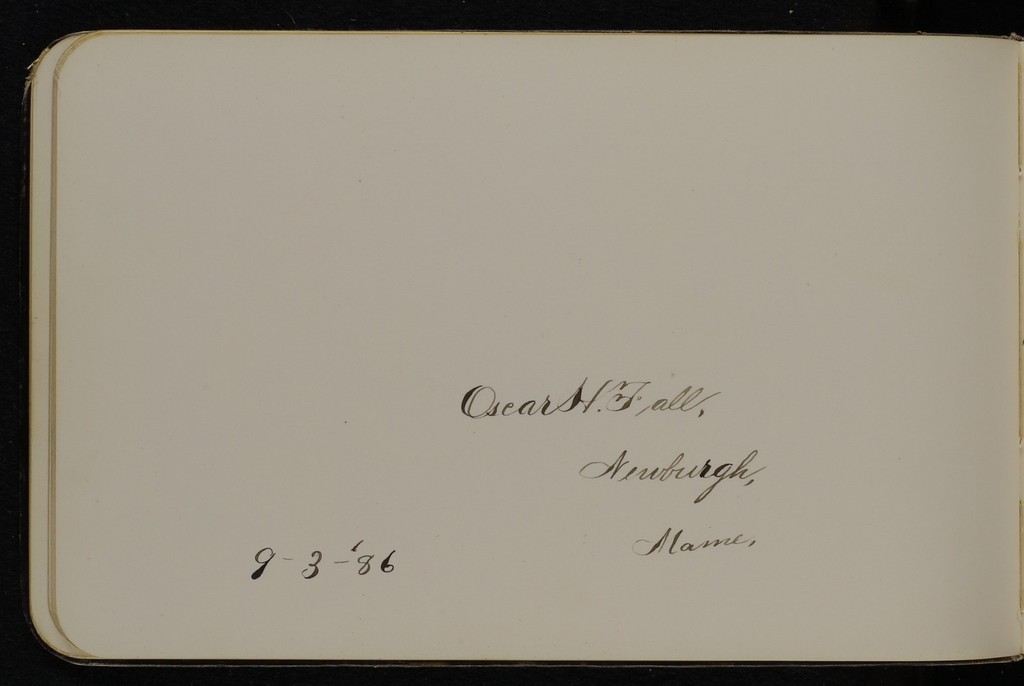 Oscar H. Fall,
Newburgh,
Maine.
9-3-'86